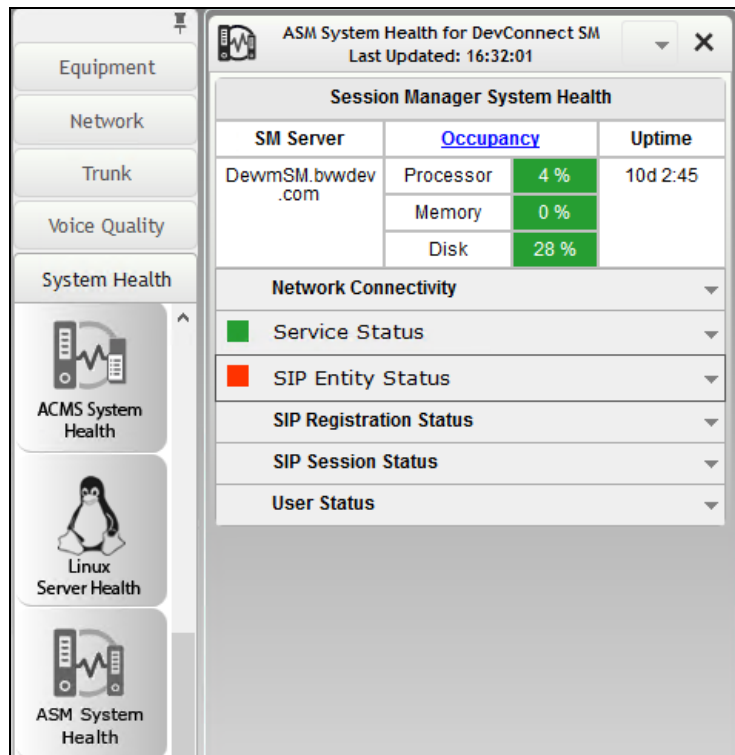 Equipment
Network
Trunk
Voice Quality
System Health
ACMS System
Health
Linux
Server Health
ASM System
Health
ASM System Health for DevConnect SM
Last Updated: 16:32:01
Session Manager System Health
SM Server Occupancy Uptime
DevvmSM.bvwdev
.com
Processor 4 % 10d 2:45
Memory 0 %
Disk 28 %
Network Connectivity
Service Status
SIP Entity Status
SIP Registration Status
SIP Session Status
User Status